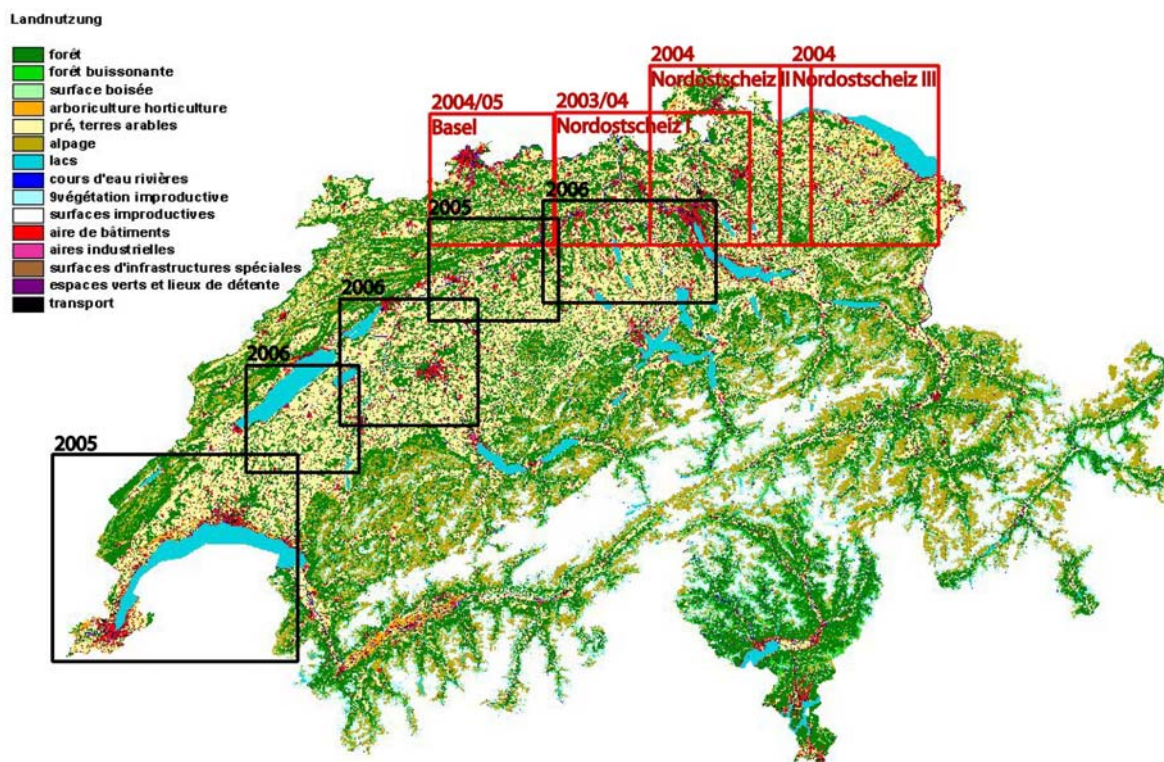 Landnutzung
forêt
forêt buissonante
surface boisée
arboriculture horticulture
pré, terres arables
alpage
lacs
cours d'eau rivières
9végétation improductive
surfaces improductives
aire de bâtiments
aires industrielles
surfaces d'infrastructures spéciales
espaces verts et lieux de détente
transport
2004
Nordostscheiz II
2004
Nordostscheiz III
2004/05
Basel
2003/04
Nordostscheiz I
2006
2005
2006
2006
2005